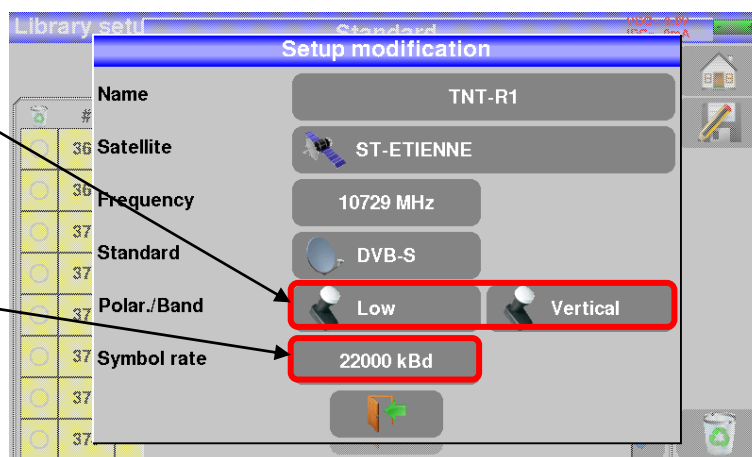 Library setu Standard
Setup modification
Name TNT-R1
#
Satellite ST-ETIENNE
36
36
Frequency 10729 MHz
37
Standard DVB-S
37
Polar./Band Low Vertical
37
Symbol rate 22000 kBd
37
37
37